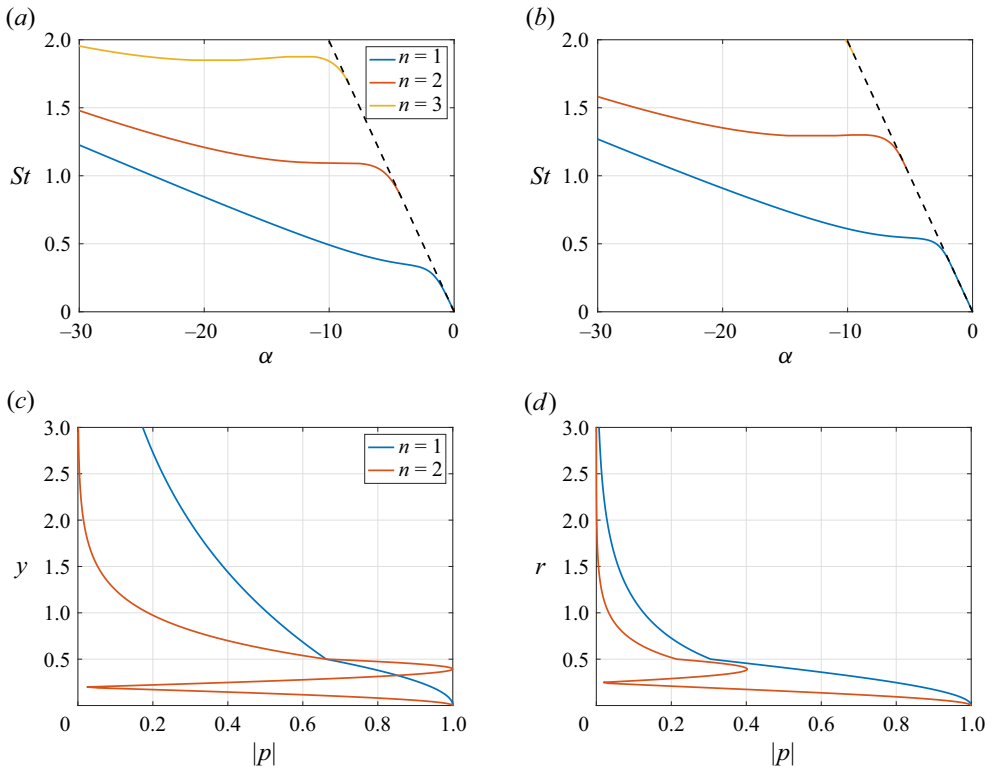 (a)
2.0
1.5
St 1.0
0.5
0
–30 –20 –10 0
α
n = 1
n = 2
n = 3
(b)
2.0
1.5
St 1.0
0.5
0
–30 –20 –10 0
α
(c)
3.0
2.5
2.0
y 1.5
1.0
0.5
0 0.2 0.4 0.6 0.8 1.0
|p|
n = 1
n = 2
(d)
3.0
2.5
2.0
r 1.5
1.0
0.5
0 0.2 0.4 0.6 0.8 1.0
|p|